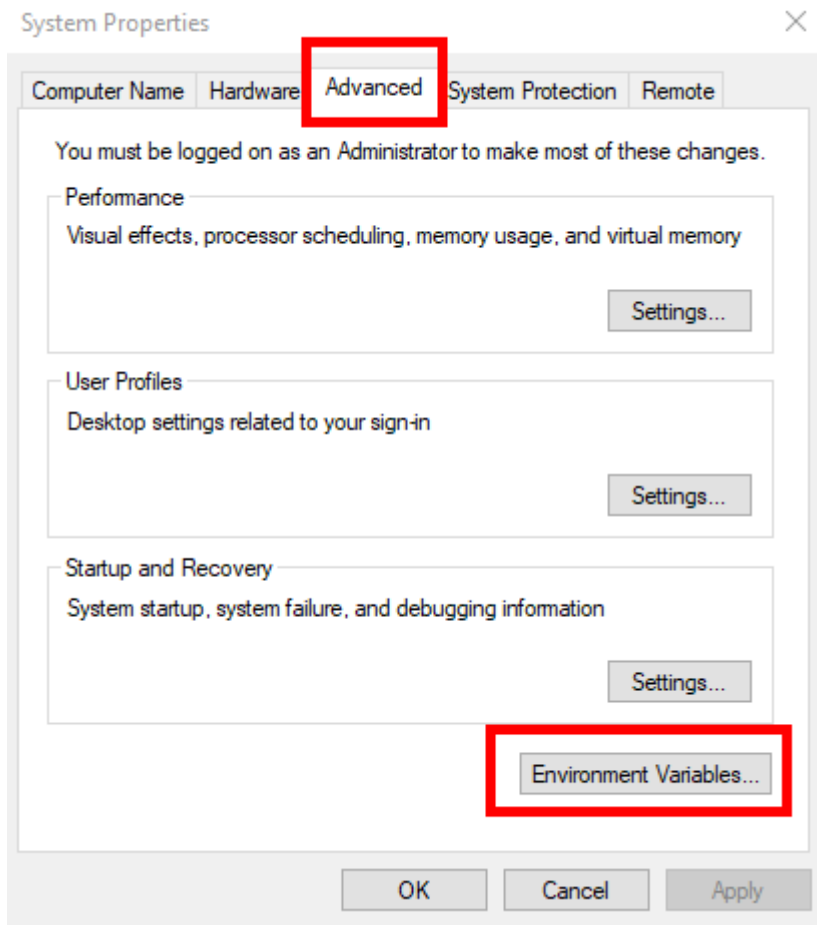 System Properties
Computer Name Hardware Advanced System Protection Remote
You must be logged on as an Administrator to make most of these changes.
Performance
Visual effects, processor scheduling, memory usage, and virtual memory
Settings...
User Profiles
Desktop settings related to your sign-in
Settings...
Startup and Recovery
System startup, system failure, and debugging information
Settings...
Environment Variables...
OK Cancel Apply